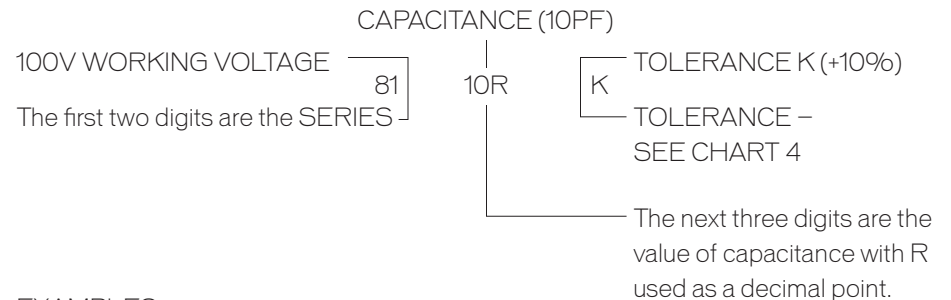 CAPACITANCE (10PF)
100V WORKING VOLTAGE
TOLERANCE K (+10%)
81 10R K
The first two digits are the SERIES
TOLERANCE –
SEE CHART 4
The next three digits are the
value of capacitance with R
used as a decimal point.